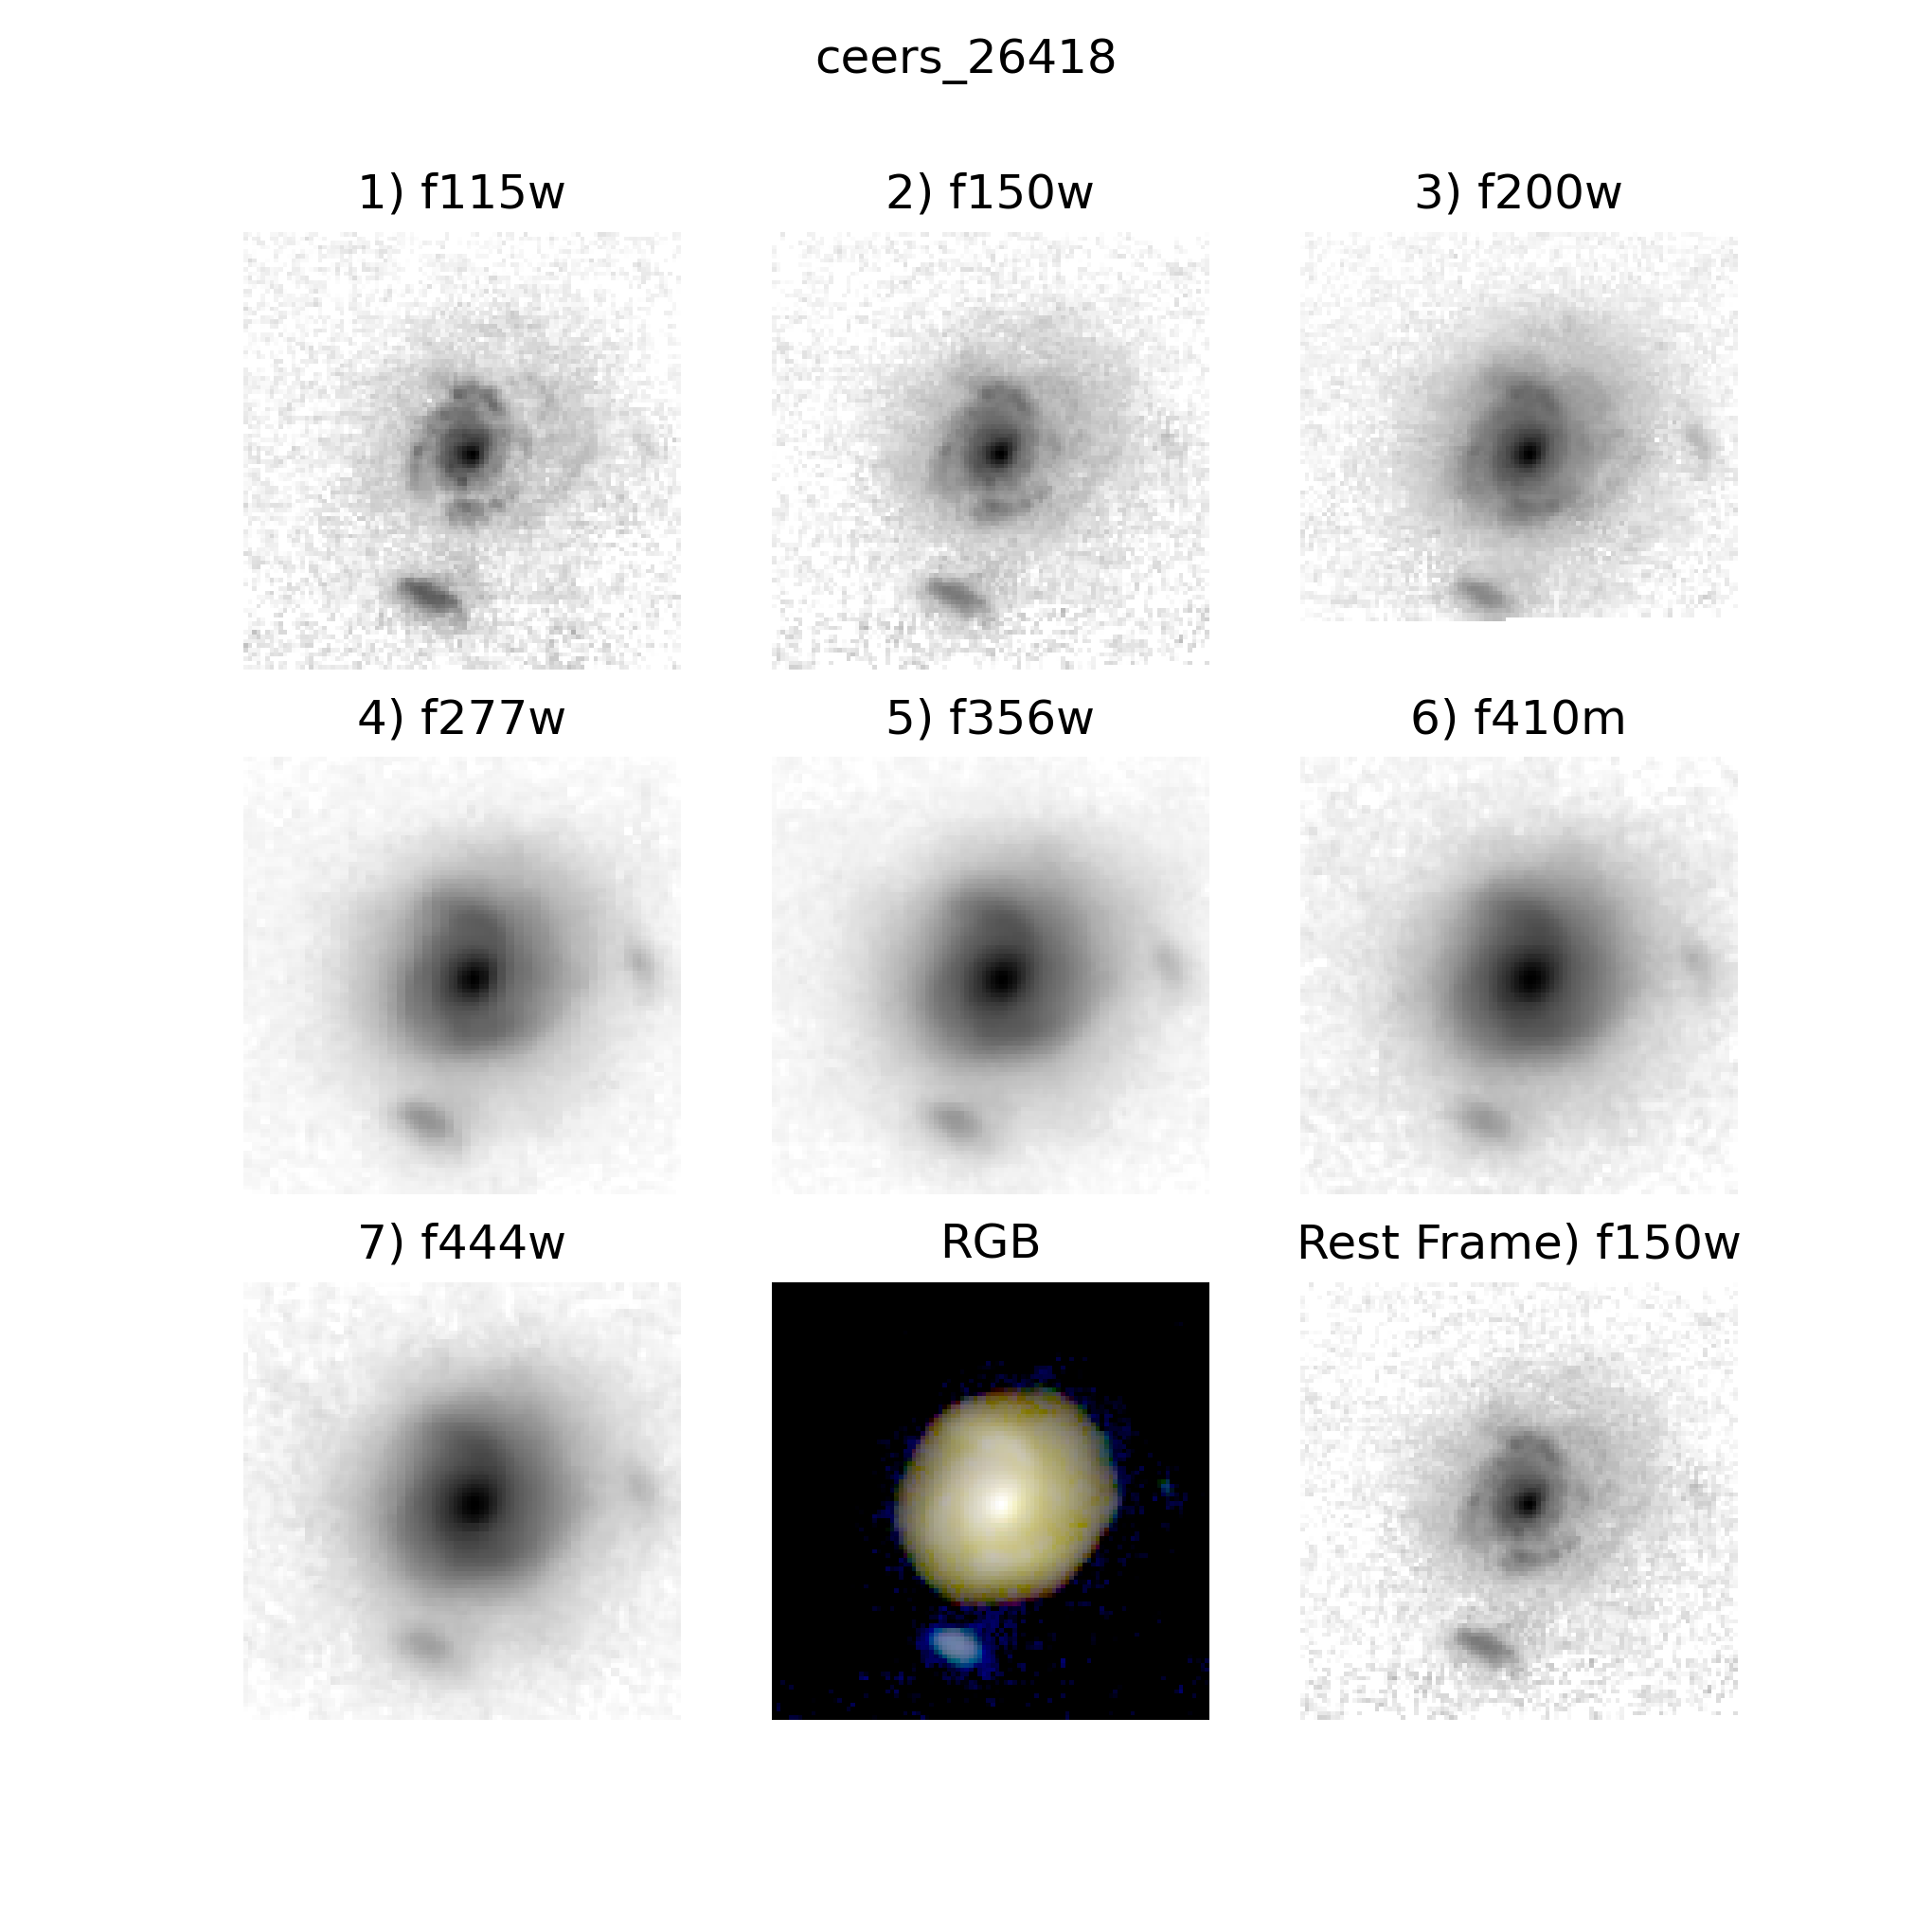 ceers_26418
1) f115w
2) f150w
3) f200w
4) f277w
5) f356w
6) f410m
7) f444w
RGB
Rest Frame) f150w